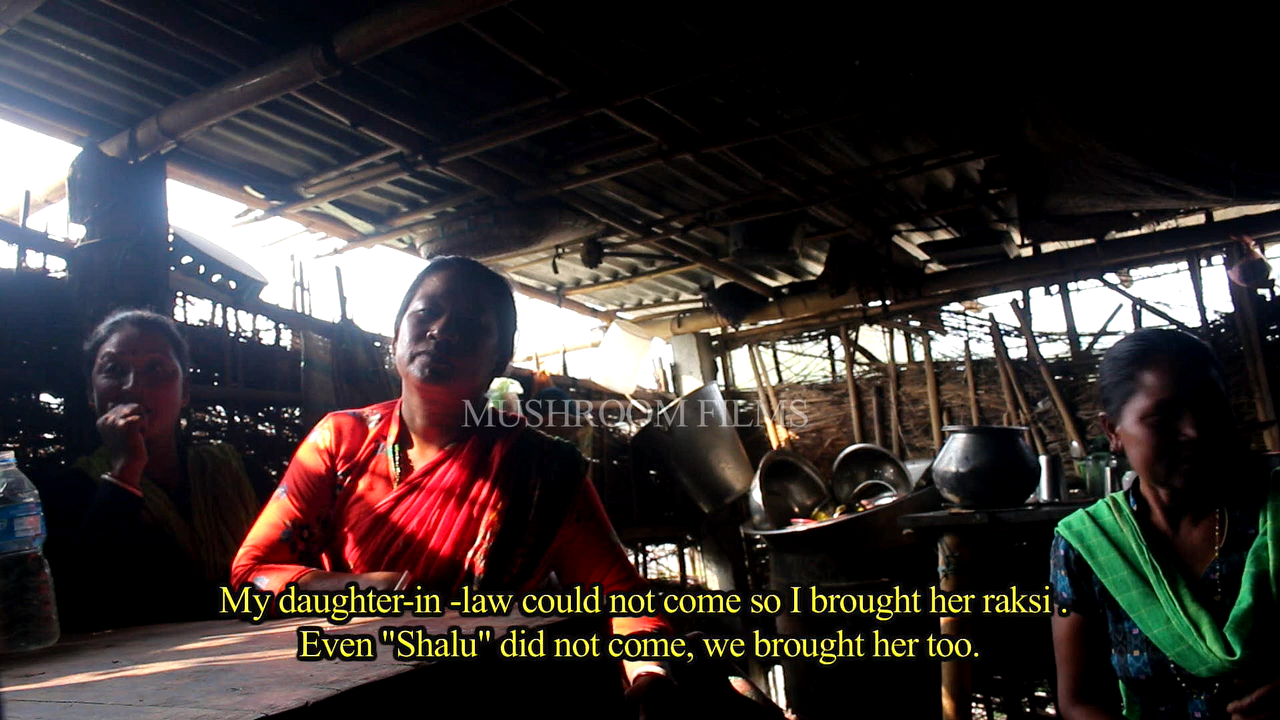 MUSHROOM FILMS
My daughter-in -law could not come so I brought her raksi .
Even "Shalu" did not come, we brought her too.